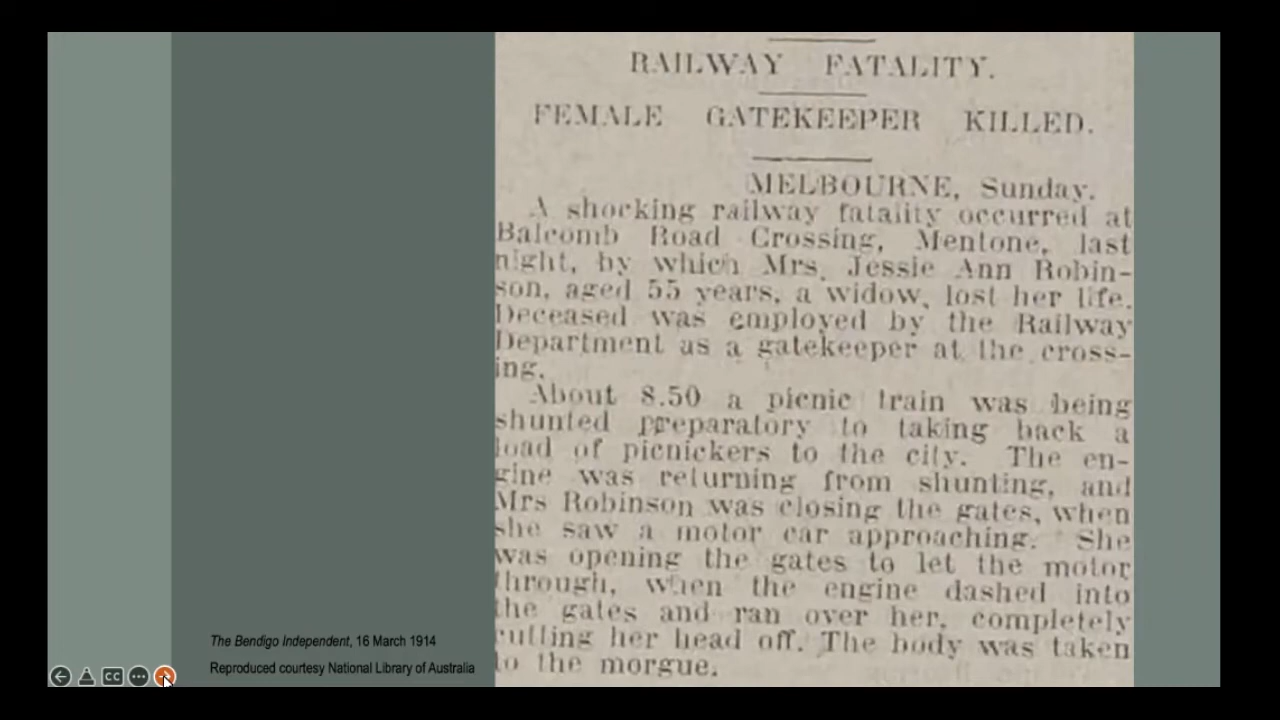 RAILWAY FATALITY.
FEMALE GATEKEEPER KILLED.
MELBOURNE, Sunday.
A shocking railway fatality occurred at
Balcomb Road Crossing, Mentone, last
night, by which Mrs. Jessie Ann Robin-
son, aged 55 years, a widow, lost her life.
Deceased was employed by the Railway
Department as a gatekeeper at the cross-
ing.
About 8.50 a picnic train was being
shunted preparatory to taking back a
load of picnickers to the city. The en-
gine was returning from shunting, and
Mrs Robinson was closing the gates, when
she saw a motor car approaching. She
was opening the gates to let the motor
through, when the engine dashed into
the gates and ran over her, completely
cutting her head off. The body was taken
to the morgue.
The Bendigo Independent, 16 March 1914
Reproduced courtesy National Library of Australia
CC